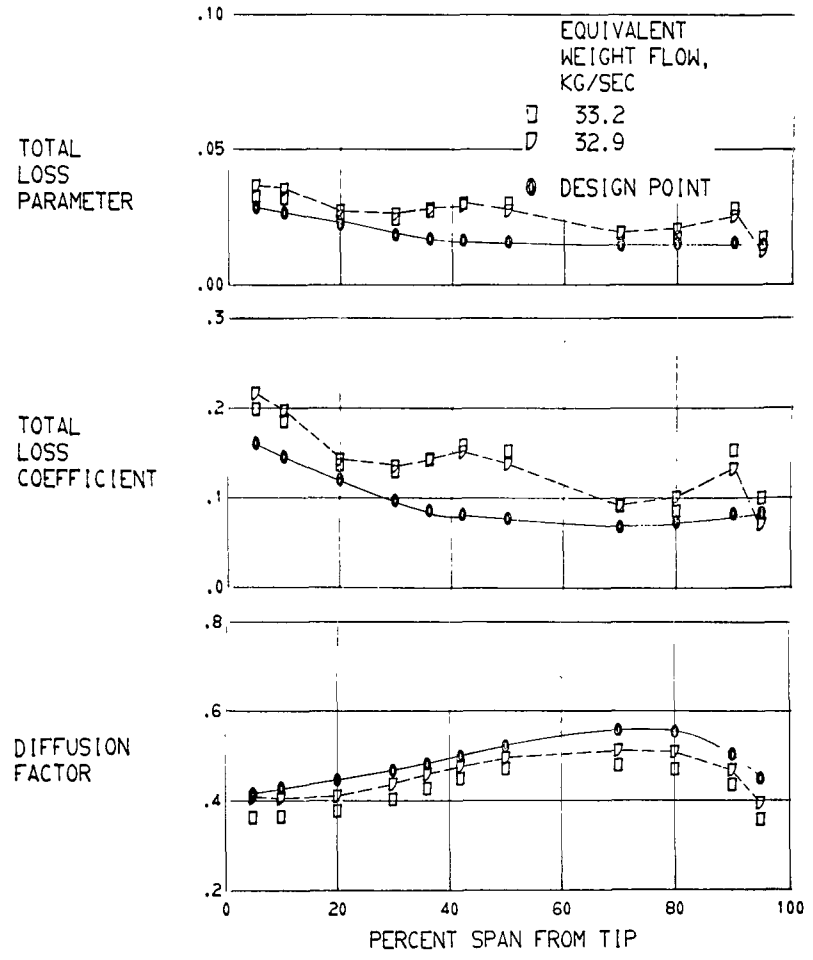 .10
EQUIVALENT
WEIGHT FLOW,
KG/SEC
33.2
32.9
DESIGN POINT
TOTAL
LOSS
PARAMETER
.05
.00
.3
TOTAL
LOSS
COEFFICIENT
.2
.1
.0
.8
DIFFUSION
FACTOR
.6
.4
.2
0 20 40 60 80 100
PERCENT SPAN FROM TIP